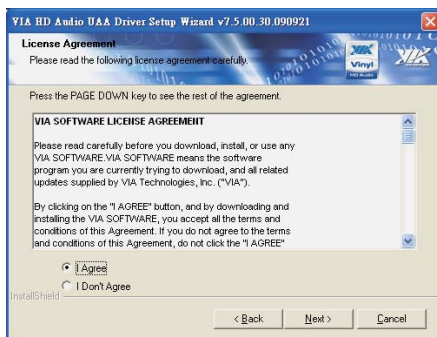 VIA HD Audio UAA Driver Setup Wizard v7.5.00.30.090921
License Agreement
Please read the following license agreement carefully.
VIA
Vinyl
HD Audio
VIA
Press the PAGE DOWN key to see the rest of the agreement.
VIA SOFTWARE LICENSE AGREEMENT
Please read carefully before you download, install, or use any
VIA SOFTWARE.VIA SOFTWARE means the software
program you are currently trying to download, and all related
updates supplied by VIA Technologies, Inc. ("VIA").
By clicking on the "I AGREE" button, and by downloading and
installing the VIA SOFTWARE, you accept all the terms and
conditions of this Agreement. If you do not agree to the terms
and conditions of this Agreement, do not click the "I AGREE"
I Agree
I Don't Agree
InstallShield
< Back
Next >
Cancel